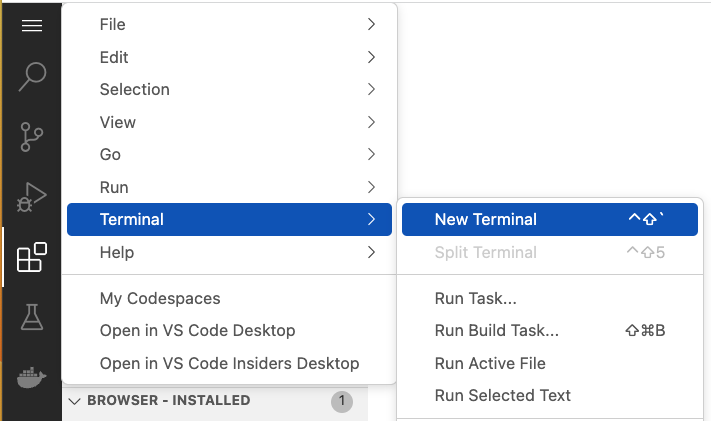 File
Edit
Selection
View
Go
Run
Terminal
Help
My Codespaces
Open in VS Code Desktop
Open in VS Code Insiders Desktop
New Terminal ^⇧`
Split Terminal ^⇧5
Run Task...
Run Build Task... ⇧⌘B
Run Active File
Run Selected Text
BROWSER - INSTALLED 1